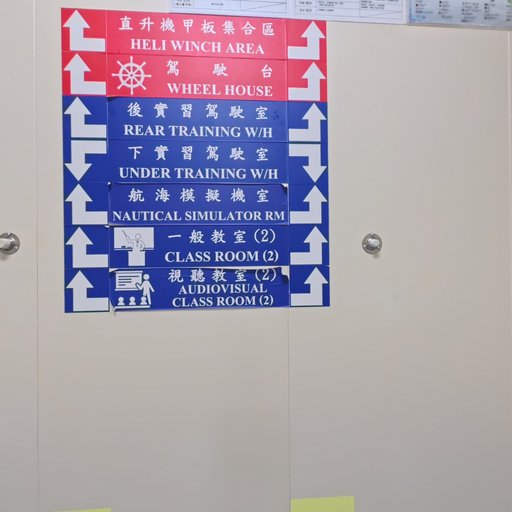 直升機甲板集合區
HELI WINCH AREA
駕駛台
WHEEL HOUSE
後實習駕駛室
REAR TRAINING W/H
下實習駕駛室
UNDER TRAINING W/H
航海模擬機室
NAUTICAL SIMULATOR RM
一般教室(2)
CLASS ROOM (2)
視聽教室(2)
AUDIOVISUAL
CLASS ROOM (2)